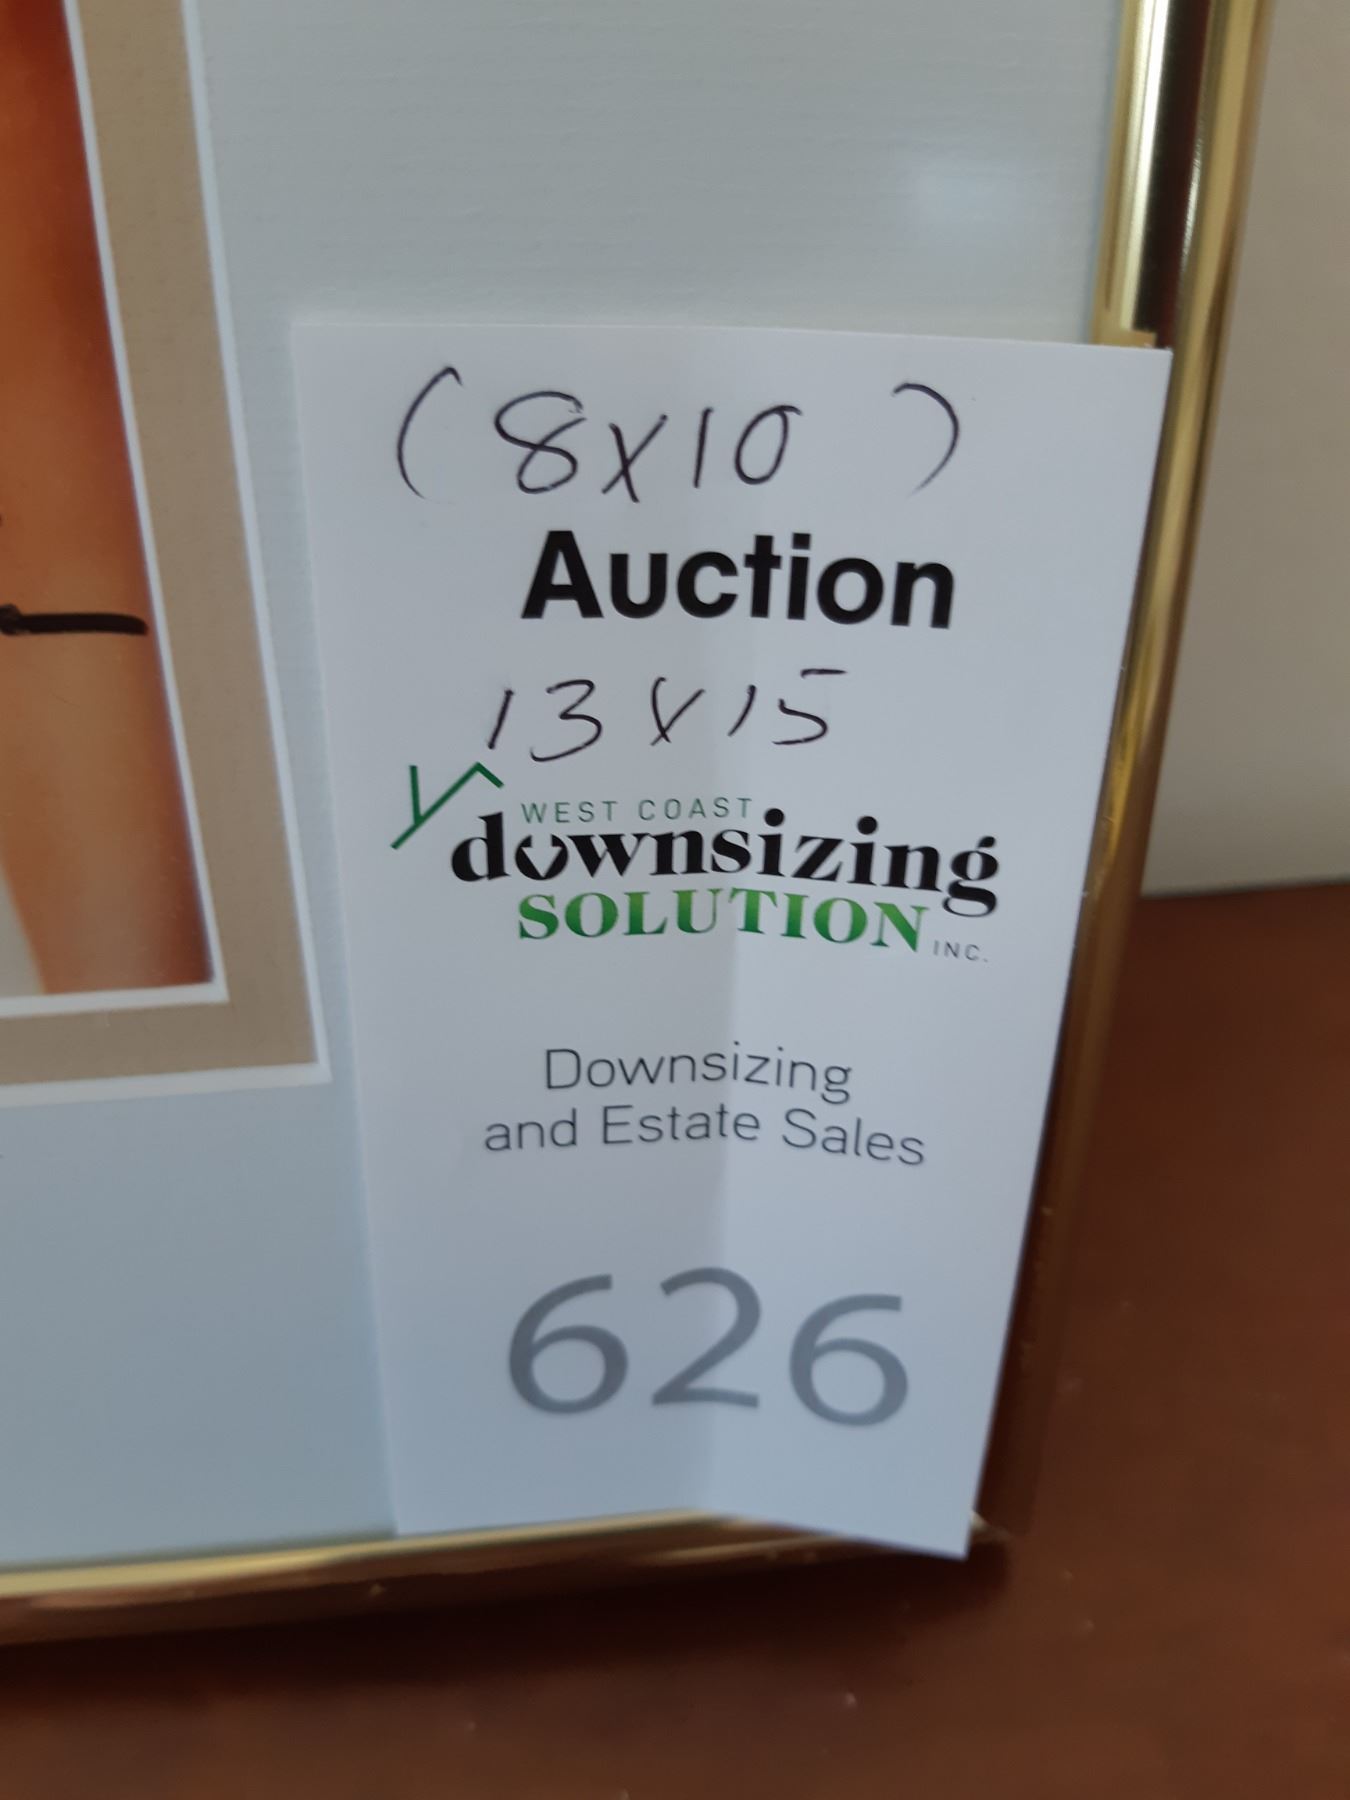 (8x10)
Auction
13x15
WEST COAST
downsizing
SOLUTION INC.
Downsizing
and Estate Sales
626